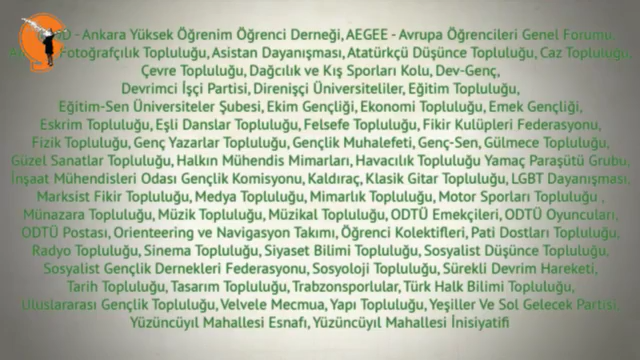 - Ankara Yüksek Öğrenim Öğrenci Derneği, AEGEE - Avrupa Öğrencileri Genel Forumu,
Fotoğrafçılık Topluluğu, Asistan Dayanışması, Atatürkçü Düşünce Topluluğu, Caz Topluluğu,
Çevre Topluluğu, Dağcılık ve Kış Sporları Kolu, Dev-Genç,
Devrimci İşçi Partisi, Direnişçi Üniversiteliler, Eğitim Topluluğu,
Eğitim-Sen Üniversiteler Şubesi, Ekim Gençliği, Ekonomi Topluluğu, Emek Gençliği,
Eskrim Topluluğu, Eşli Danslar Topluluğu, Felsefe Topluluğu, Fikir Kulüpleri Federasyonu,
Fizik Topluluğu, Genç Yazarlar Topluluğu, Gençlik Muhalefeti, Genç-Sen, Gülmece Topluluğu,
Güzel Sanatlar Topluluğu, Halkın Mühendis Mimarları, Havacılık Topluluğu Yamaç Paraşütü Grubu,
İnşaat Mühendisleri Odası Gençlik Komisyonu, Kaldıraç, Klasik Gitar Topluluğu, LGBT Dayanışması,
Marksist Fikir Topluluğu, Medya Topluluğu, Mimarlık Topluluğu, Motor Sporları Topluluğu ,
Münazara Topluluğu, Müzik Topluluğu, Müzikal Topluluğu, ODTÜ Emekçileri, ODTÜ Oyuncuları,
ODTÜ Postası, Orienteering ve Navigasyon Takımı, Öğrenci Kolektifleri, Pati Dostları Topluluğu,
Radyo Topluluğu, Sinema Topluluğu, Siyaset Bilimi Topluluğu, Sosyalist Düşünce Topluluğu,
Sosyalist Gençlik Dernekleri Federasyonu, Sosyoloji Topluluğu, Sürekli Devrim Hareketi,
Tarih Topluluğu, Tasarım Topluluğu, Trabzonsporlular, Türk Halk Bilimi Topluluğu,
Uluslararası Gençlik Topluluğu, Velvele Mecmua, Yapı Topluluğu, Yeşiller Ve Sol Gelecek Partisi,
Yüzüncüyıl Mahallesi Esnafı, Yüzüncüyıl Mahallesi İnisiyatifi